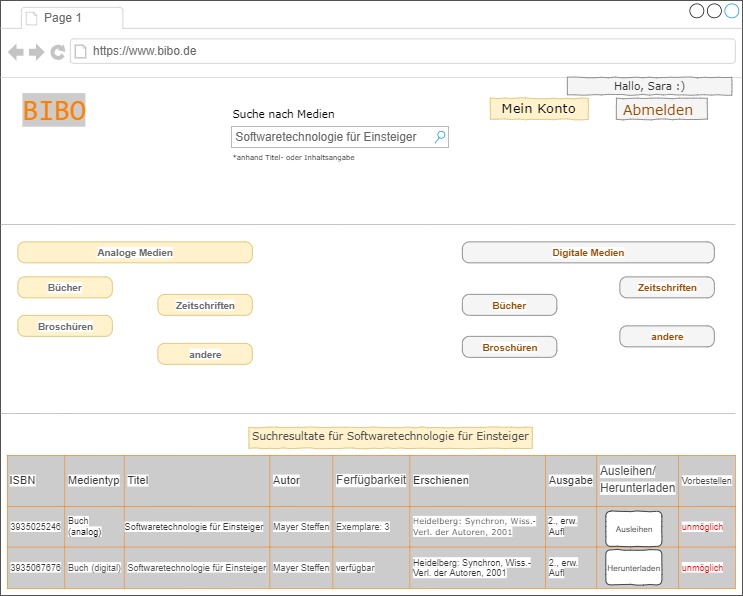 Page 1
https://www.bibo.de
Hallo, Sara :)
BIBO
Suche nach Medien
Mein Konto
Abmelden
Softwaretechnologie für Einsteiger
*anhand Titel- oder Inhaltsangabe
Analoge Medien
Digitale Medien
Bücher
Zeitschriften
Broschüren
andere
Zeitschriften
Bücher
andere
Broschüren
Suchresultate für Softwaretechnologie für Einsteiger
ISBN Medientyp Titel Autor Ferfügbarkeit Erschienen Ausgabe Ausleihen/
Herunterladen Vorbestellen
3935025246 Buch
(analog) Softwaretechnologie für Einsteiger Mayer Steffen Exemplare: 3 Heidelberg: Synchron, Wiss.-
Verl. der Autoren, 2001 2., erw.
Aufl Ausleihen unmöglich
3935067676 Buch (digital) Softwaretechnologie für Einsteiger Mayer Steffen verfügbar Heidelberg: Synchron, Wiss.-
Verl. der Autoren, 2001 2., erw.
Aufl Herunterladen unmöglich